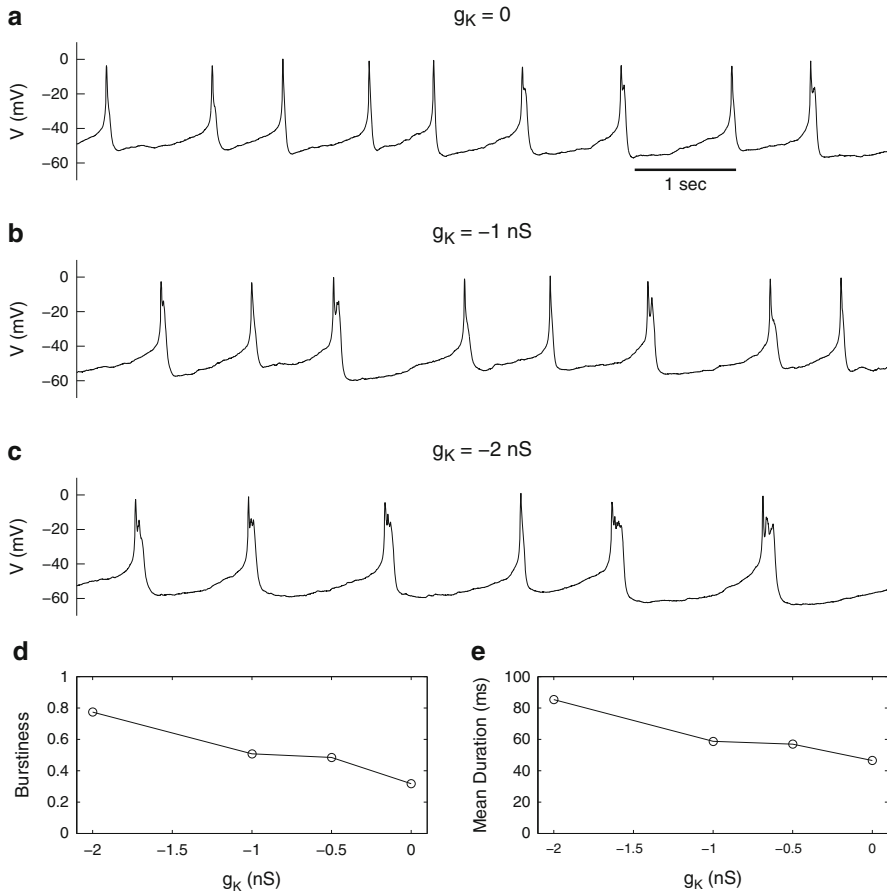 a
g_K = 0
V (mV)
0
−20
−40
−60
1 sec
b
g_K = −1 nS
V (mV)
0
−20
−40
−60
c
g_K = −2 nS
V (mV)
0
−20
−40
−60
d
Burstiness
1
0.8
0.6
0.4
0.2
0
−2
−1.5
−1
−0.5
0
g_K (nS)
e
Mean Duration (ms)
100
80
60
40
20
0
−2
−1.5
−1
−0.5
0
g_K (nS)